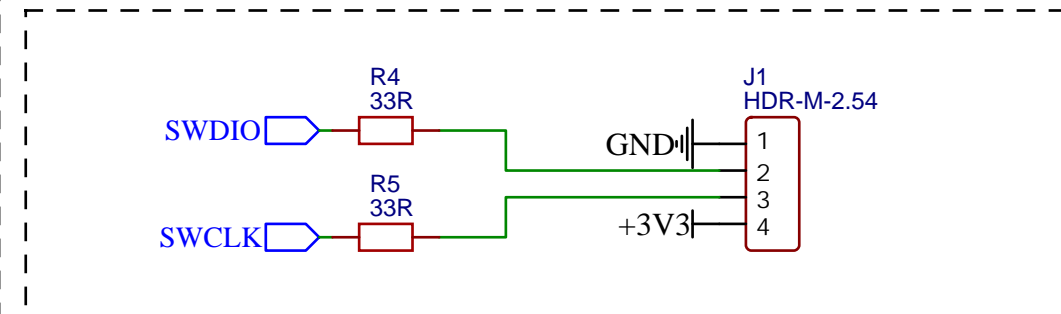 R4
33R
SWDIO
R5
33R
SWCLK
J1
HDR-M-2.54
GND
1
2
3
+3V3
4